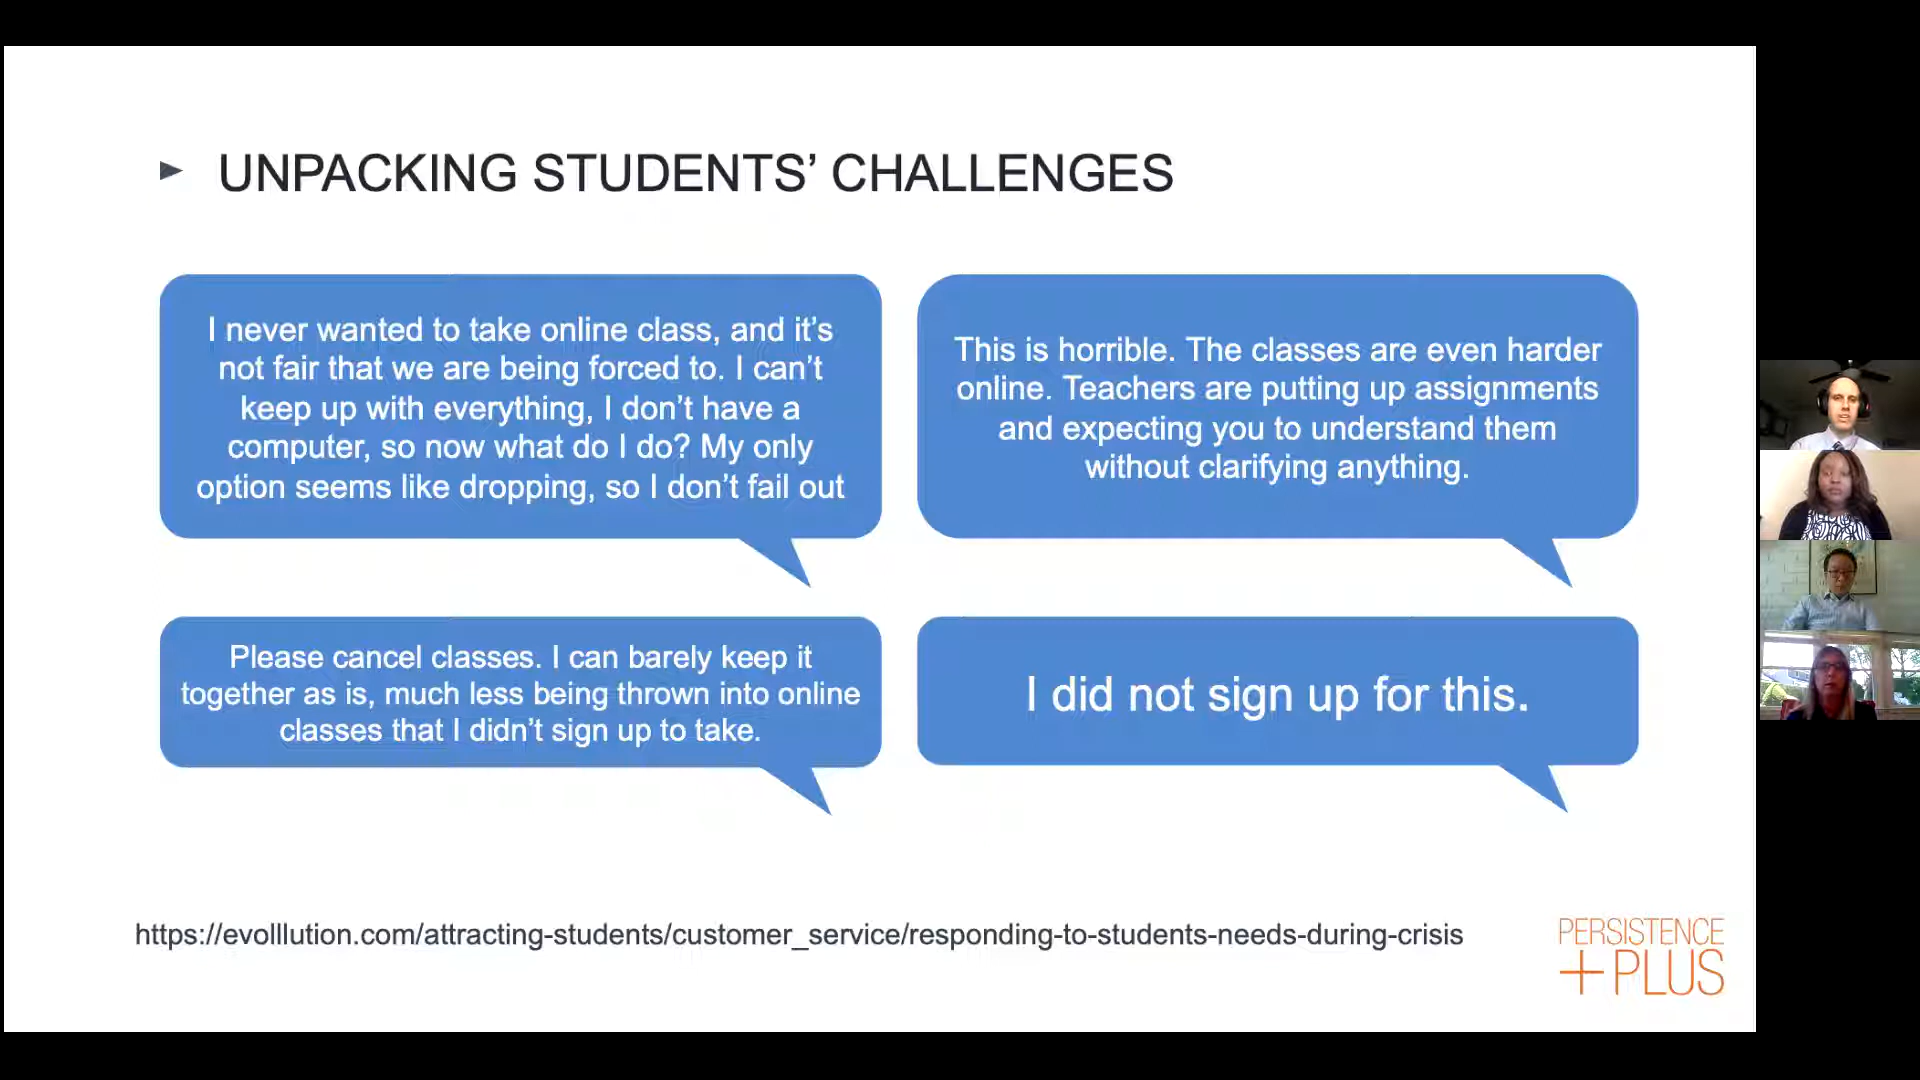 UNPACKING STUDENTS’ CHALLENGES
I never wanted to take online class, and it’s
not fair that we are being forced to. I can’t
keep up with everything, I don’t have a
computer, so now what do I do? My only
option seems like dropping, so I don’t fail out
This is horrible. The classes are even harder
online. Teachers are putting up assignments
and expecting you to understand them
without clarifying anything.
Please cancel classes. I can barely keep it
together as is, much less being thrown into online
classes that I didn’t sign up to take.
I did not sign up for this.
https://evolllution.com/attracting-students/customer_service/responding-to-students-needs-during-crisis
PERSISTENCE
+PLUS